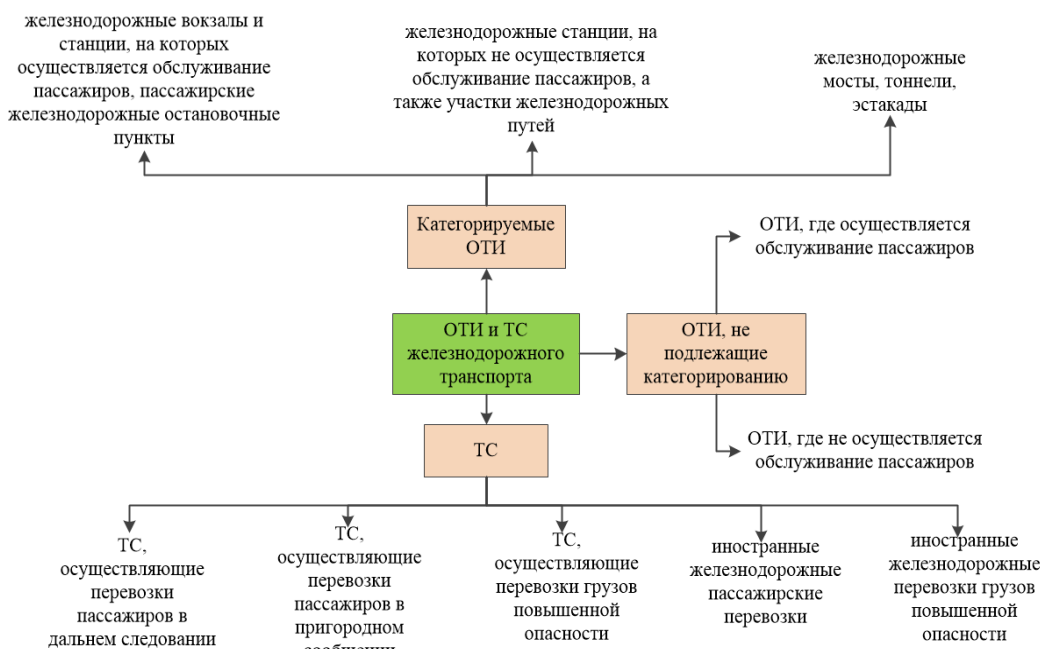 железнодорожные вокзалы и
станции, на которых
осуществляется обслуживание
пассажиров, пассажирские
железнодорожные остановочные
пункты
железнодорожные станции, на
которых не осуществляется
обслуживание пассажиров, а
также участки железнодорожных
путей
железнодорожные
мосты, тоннели,
эстакады
Категорируемые
ОТИ
ОТИ, где осуществляется
обслуживание пассажиров
ОТИ и ТС
железнодорожного
транспорта
ОТИ, не
подлежащие
категорированию
ОТИ, где не осуществляется
обслуживание пассажиров
ТС
ТС,
осуществляющие
перевозки
пассажиров в
дальнем следовании
ТС,
осуществляющие
перевозки
пассажиров в
пригородном
сообщении
ТС,
осуществляющие
перевозки грузов
повышенной
опасности
иностранные
железнодорожные
пассажирские
перевозки
иностранные
железнодорожные
перевозки грузов
повышенной
опасности